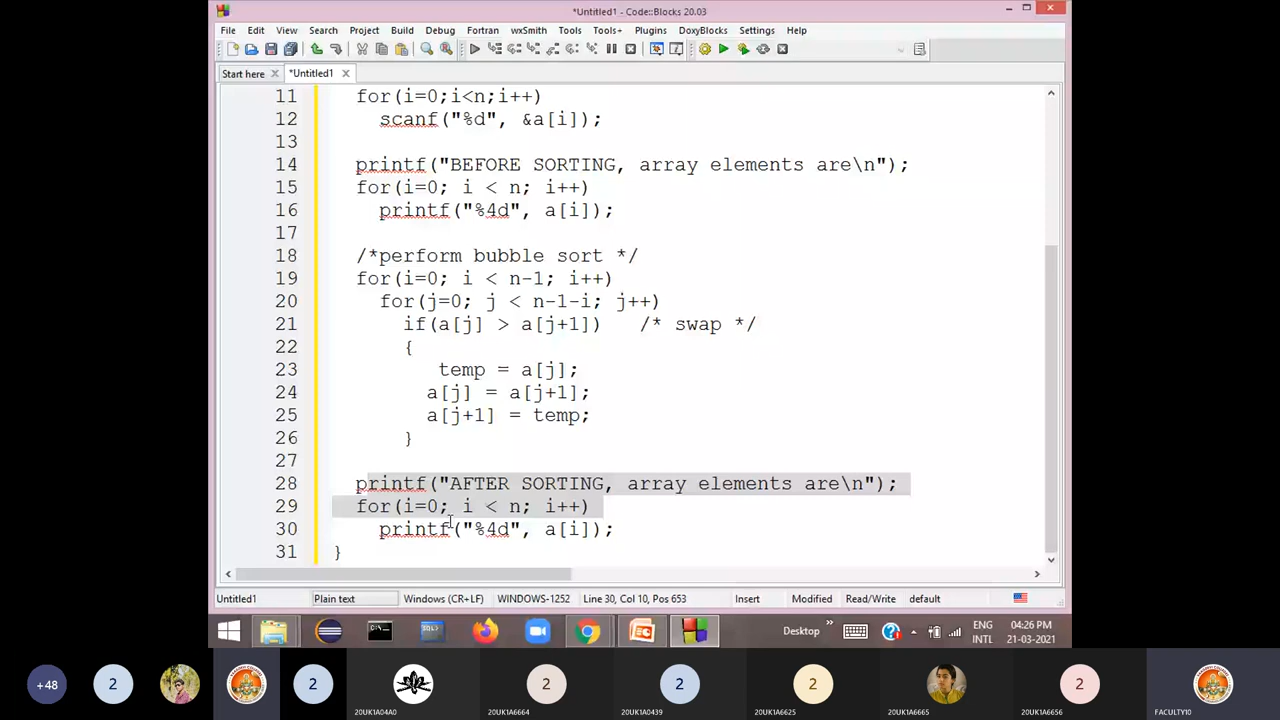 *Untitled1 - Code::Blocks 20.03
File Edit View Search Project Build Debug Fortran wxSmith Tools Tools+ Plugins DoxyBlocks Settings Help
Start here *Untitled1
11 for(i=0;i<n;i++)
12 scanf("%d", &a[i]);
13
14 printf("BEFORE SORTING, array elements are\n");
15 for(i=0; i < n; i++)
16 printf("%4d", a[i]);
17
18 /*perform bubble sort */
19 for(i=0; i < n-1; i++)
20 for(j=0; j < n-1-i; j++)
21 if(a[j] > a[j+1]) /* swap */
22 {
23 temp = a[j];
24 a[j] = a[j+1];
25 a[j+1] = temp;
26 }
27
28 printf("AFTER SORTING, array elements are\n");
29 for(i=0; i < n; i++)
30 printf("%4d", a[i]);
31 }
Untitled1 Plain text Windows (CR+LF) WINDOWS-1252 Line 30, Col 10, Pos 653 Insert Modified Read/Write default
Desktop ENG 04:26 PM
INTL 21-03-2021
+48 2 2 2 2 2 2
20UK1A04A0 20UK1A6664 20UK1A0439 20UK1A6625 20UK1A6665 20UK1A6656 FACULTY10